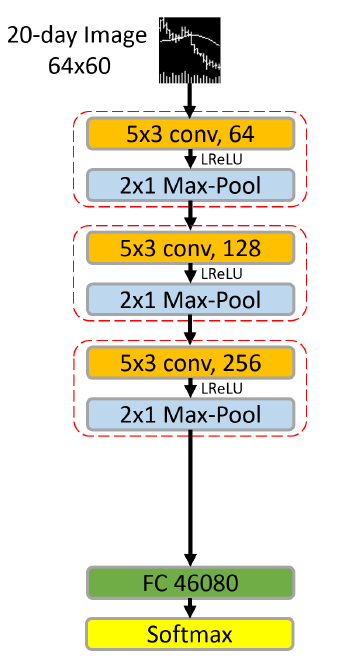 20-day Image
64x60
5x3 conv, 64
LReLU
2x1 Max-Pool
5x3 conv, 128
LReLU
2x1 Max-Pool
5x3 conv, 256
LReLU
2x1 Max-Pool
FC 46080
Softmax